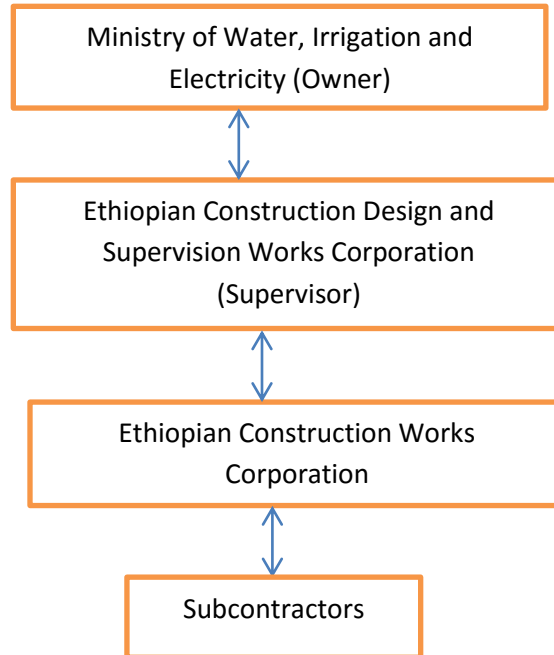 Ministry of Water, Irrigation and
Electricity (Owner)
Ethiopian Construction Design and
Supervision Works Corporation
(Supervisor)
Ethiopian Construction Works
Corporation
Subcontractors